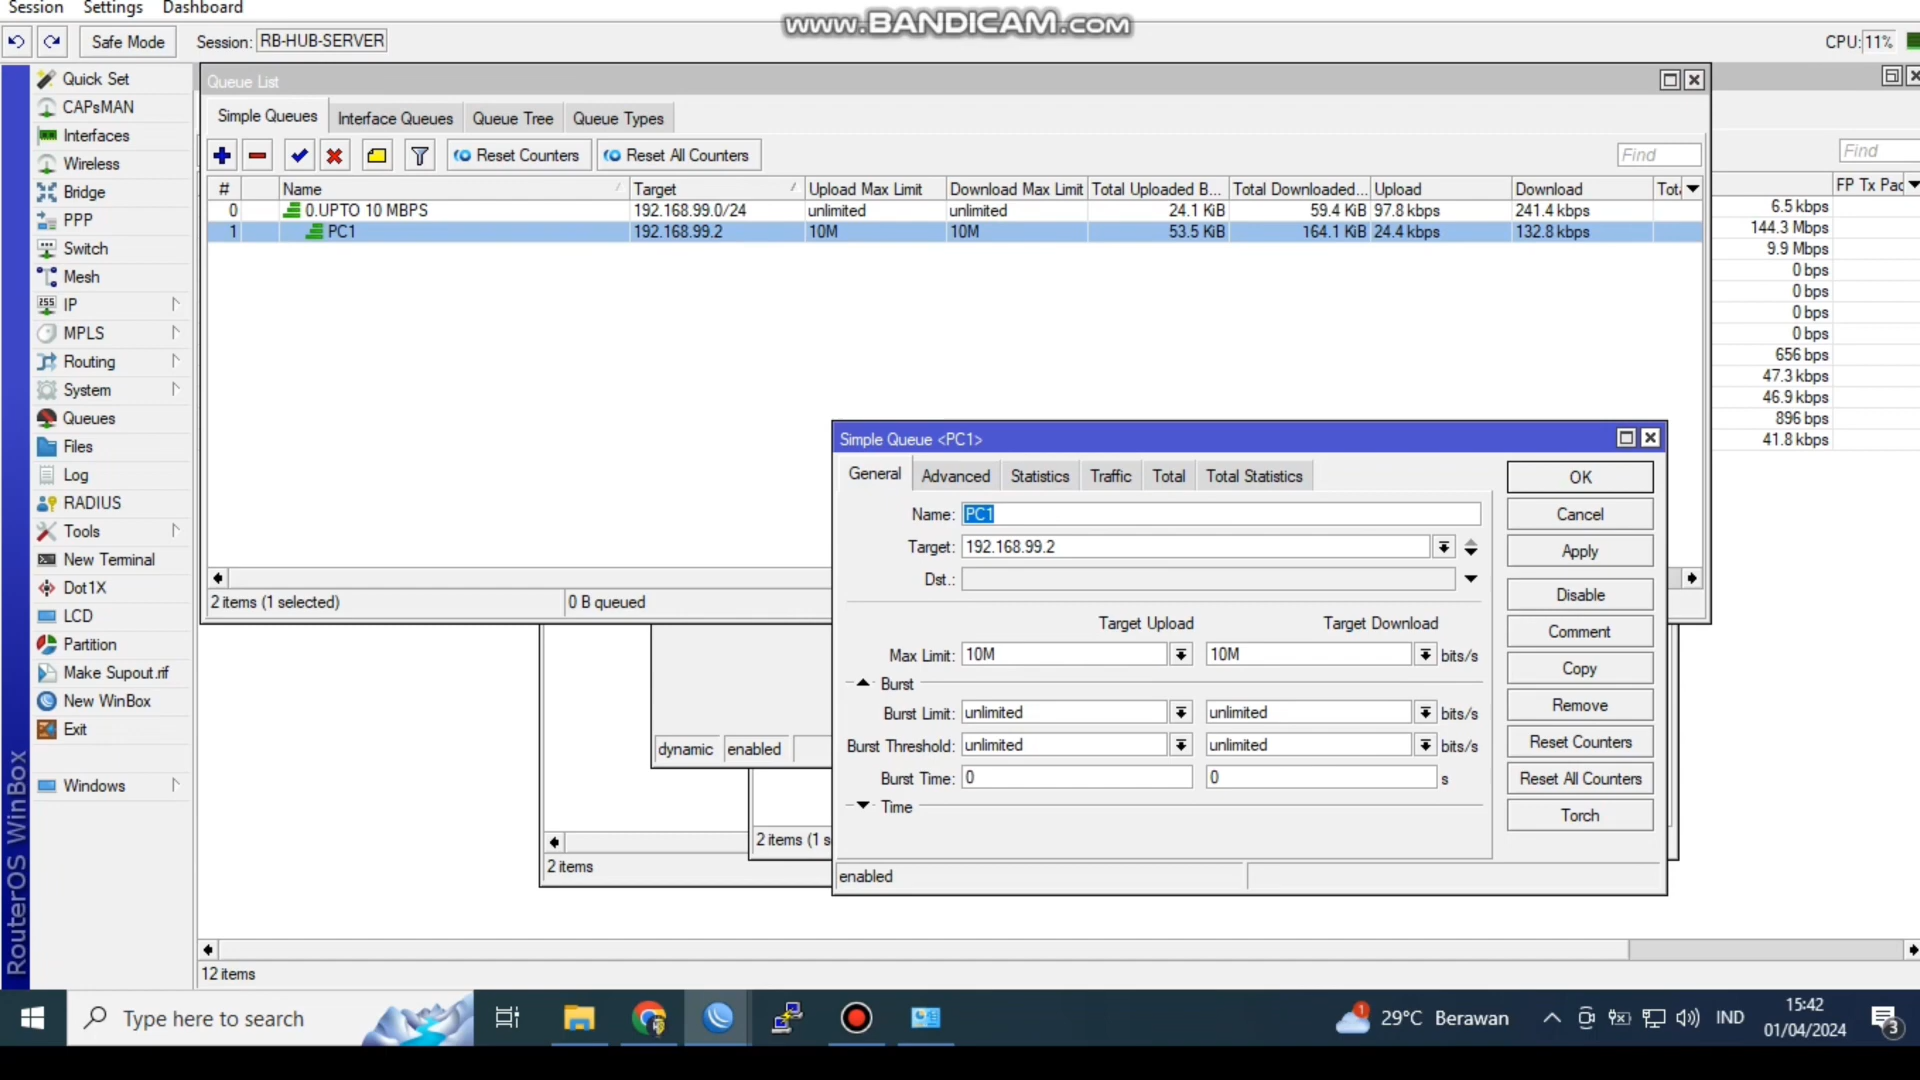 Session Settings Dashboard
www.BANDICAM.com
Safe Mode Session: RB-HUB-SERVER CPU: 11%
Quick Set
CAPsMAN
Interfaces
Wireless
Bridge
PPP
Switch
Mesh
IP
MPLS
Routing
System
Queues
Files
Log
RADIUS
Tools
New Terminal
Dot1X
LCD
Partition
Make Supout.rif
New WinBox
Exit
Windows
RouterOS WinBox
Queue List
Simple Queues Interface Queues Queue Tree Queue Types
Reset Counters Reset All Counters Find
# Name Target Upload Max Limit Download Max Limit Total Uploaded B... Total Downloaded... Upload Download Tot
0 0.UPTO 10 MBPS 192.168.99.0/24 unlimited unlimited 24.1 KiB 59.4 KiB 97.8 kbps 241.4 kbps
1 PC1 192.168.99.2 10M 10M 53.5 KiB 164.1 KiB 24.4 kbps 132.8 kbps
2 items (1 selected) 0 B queued
Find
FP Tx Pac
6.5 kbps
144.3 Mbps
9.9 Mbps
0 bps
0 bps
0 bps
0 bps
656 bps
47.3 kbps
46.9 kbps
896 bps
41.8 kbps
dynamic enabled
2 items (1 s
2 items
12 items
Simple Queue <PC1>
General Advanced Statistics Traffic Total Total Statistics
Name: PC1
Target: 192.168.99.2
Dst.:
Target Upload Target Download
Max Limit: 10M 10M bits/s
Burst
Burst Limit: unlimited unlimited bits/s
Burst Threshold: unlimited unlimited bits/s
Burst Time: 0 0 s
Time
enabled
OK
Cancel
Apply
Disable
Comment
Copy
Remove
Reset Counters
Reset All Counters
Torch
Type here to search
1 29°C Berawan IND
15:42
01/04/2024
3